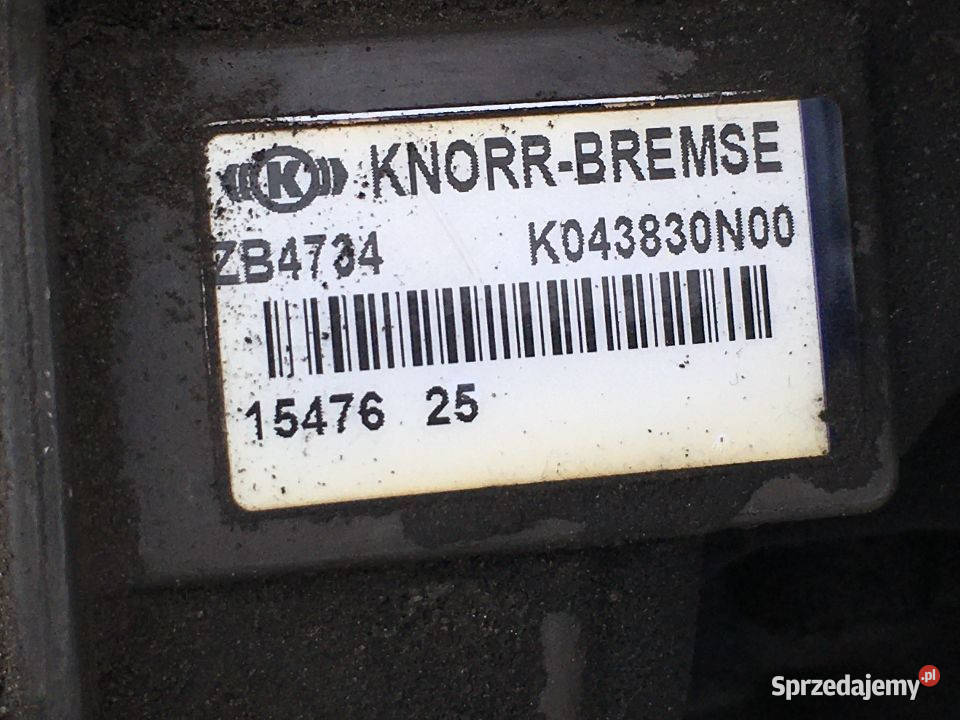 K KNORR-BREMSE
ZB4734 K043830N00
15476 25
Sprzedajemy.pl